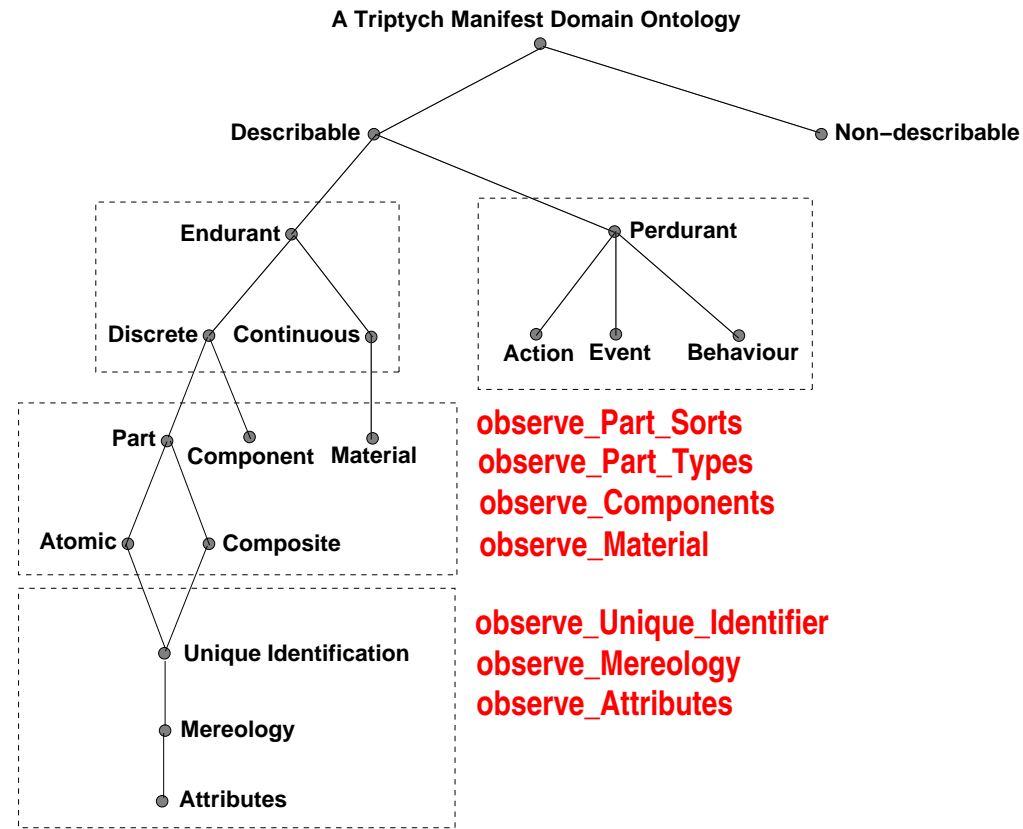 A Triptych Manifest Domain Ontology
Describable
Non−describable
Endurant
Perdurant
Discrete
Continuous
Action
Event
Behaviour
Part
Component
Material
Atomic
Composite
observe_Part_Sorts
observe_Part_Types
observe_Components
observe_Material
Unique Identification
Mereology
Attributes
observe_Unique_Identifier
observe_Mereology
observe_Attributes